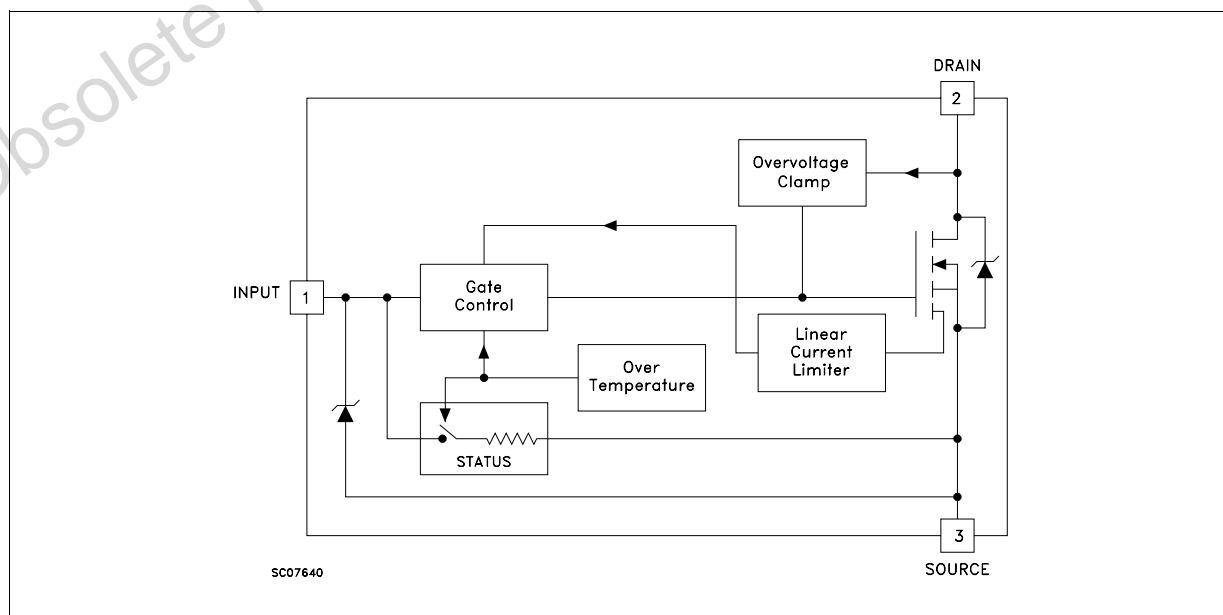 Obsolete
DRAIN
2
Overvoltage
Clamp
INPUT
1
Gate
Control
Linear
Current
Limiter
Over
Temperature
STATUS
3
SOURCE
SC07640